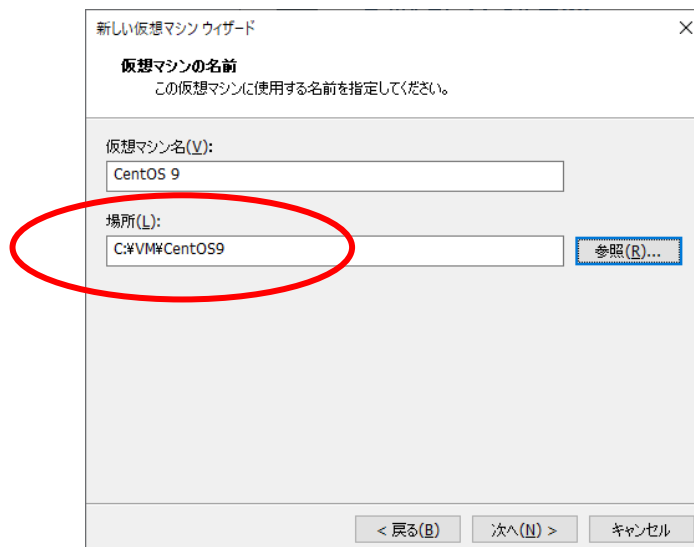 新しい仮想マシン ウィザード
仮想マシンの名前
この仮想マシンに使用する名前を指定してください。
仮想マシン名(V):
CentOS 9
場所(L):
C:¥VM¥CentOS9
参照(R)...
< 戻る(B)
次へ(N) >
キャンセル